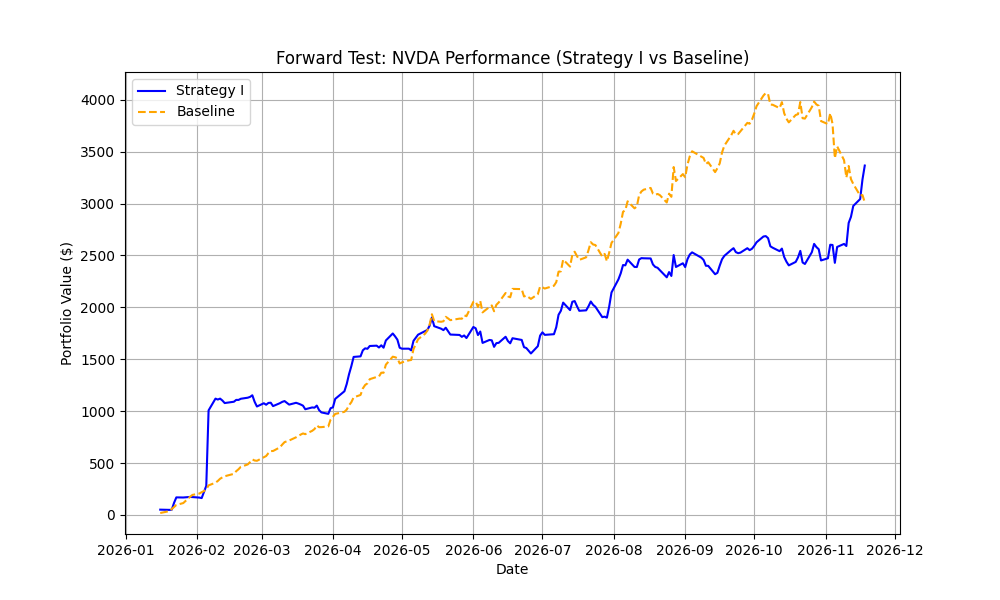 Forward Test: NVDA Performance (Strategy I vs Baseline)
Strategy I
Baseline
Portfolio Value ($)
4000
3500
3000
2500
2000
1500
1000
500
0
2026-01 2026-02 2026-03 2026-04 2026-05 2026-06 2026-07 2026-08 2026-09 2026-10 2026-11 2026-12
Date